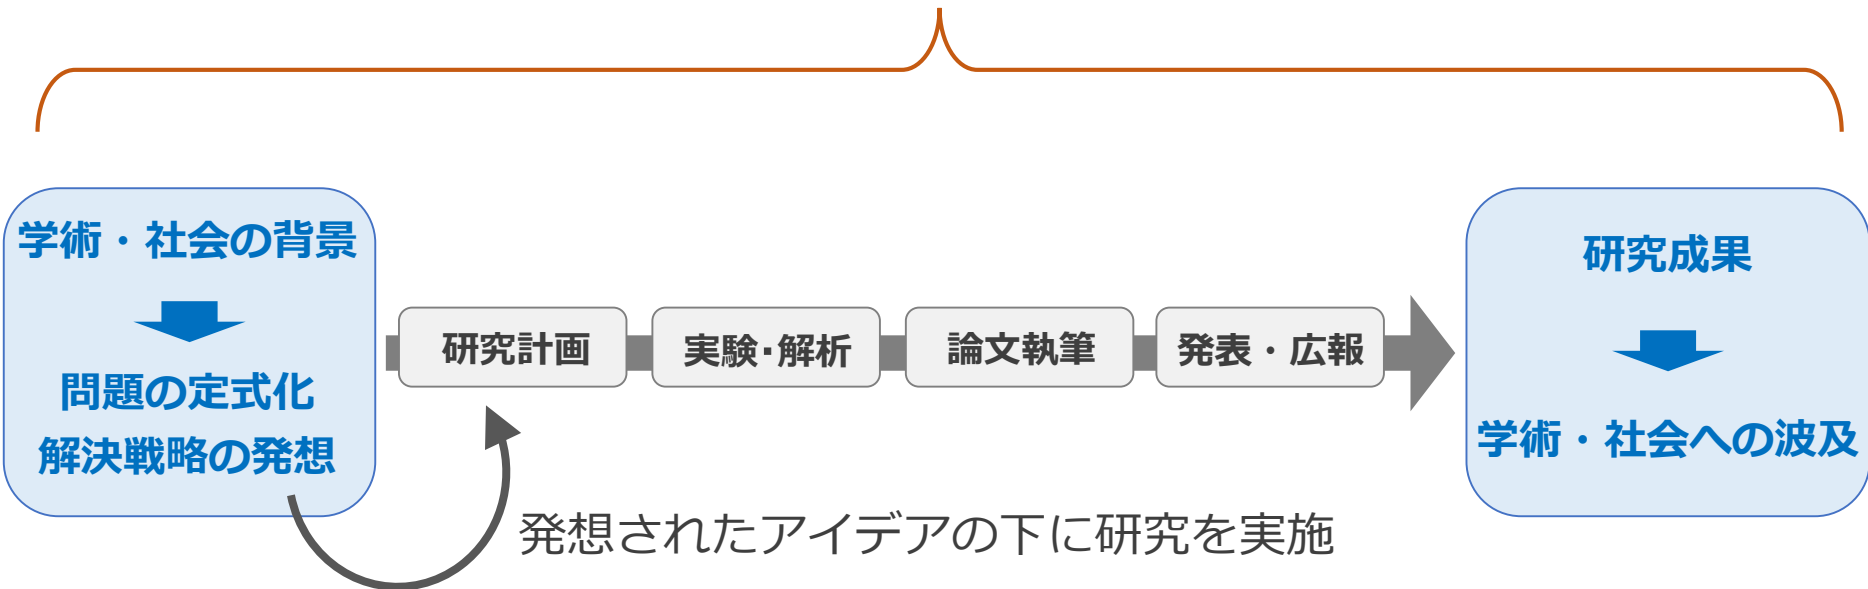 学術・社会の背景
問題の定式化
解決戦略の発想
研究計画
実験・解析
論文執筆
発表・広報
研究成果
学術・社会への波及
発想されたアイデアの下に研究を実施